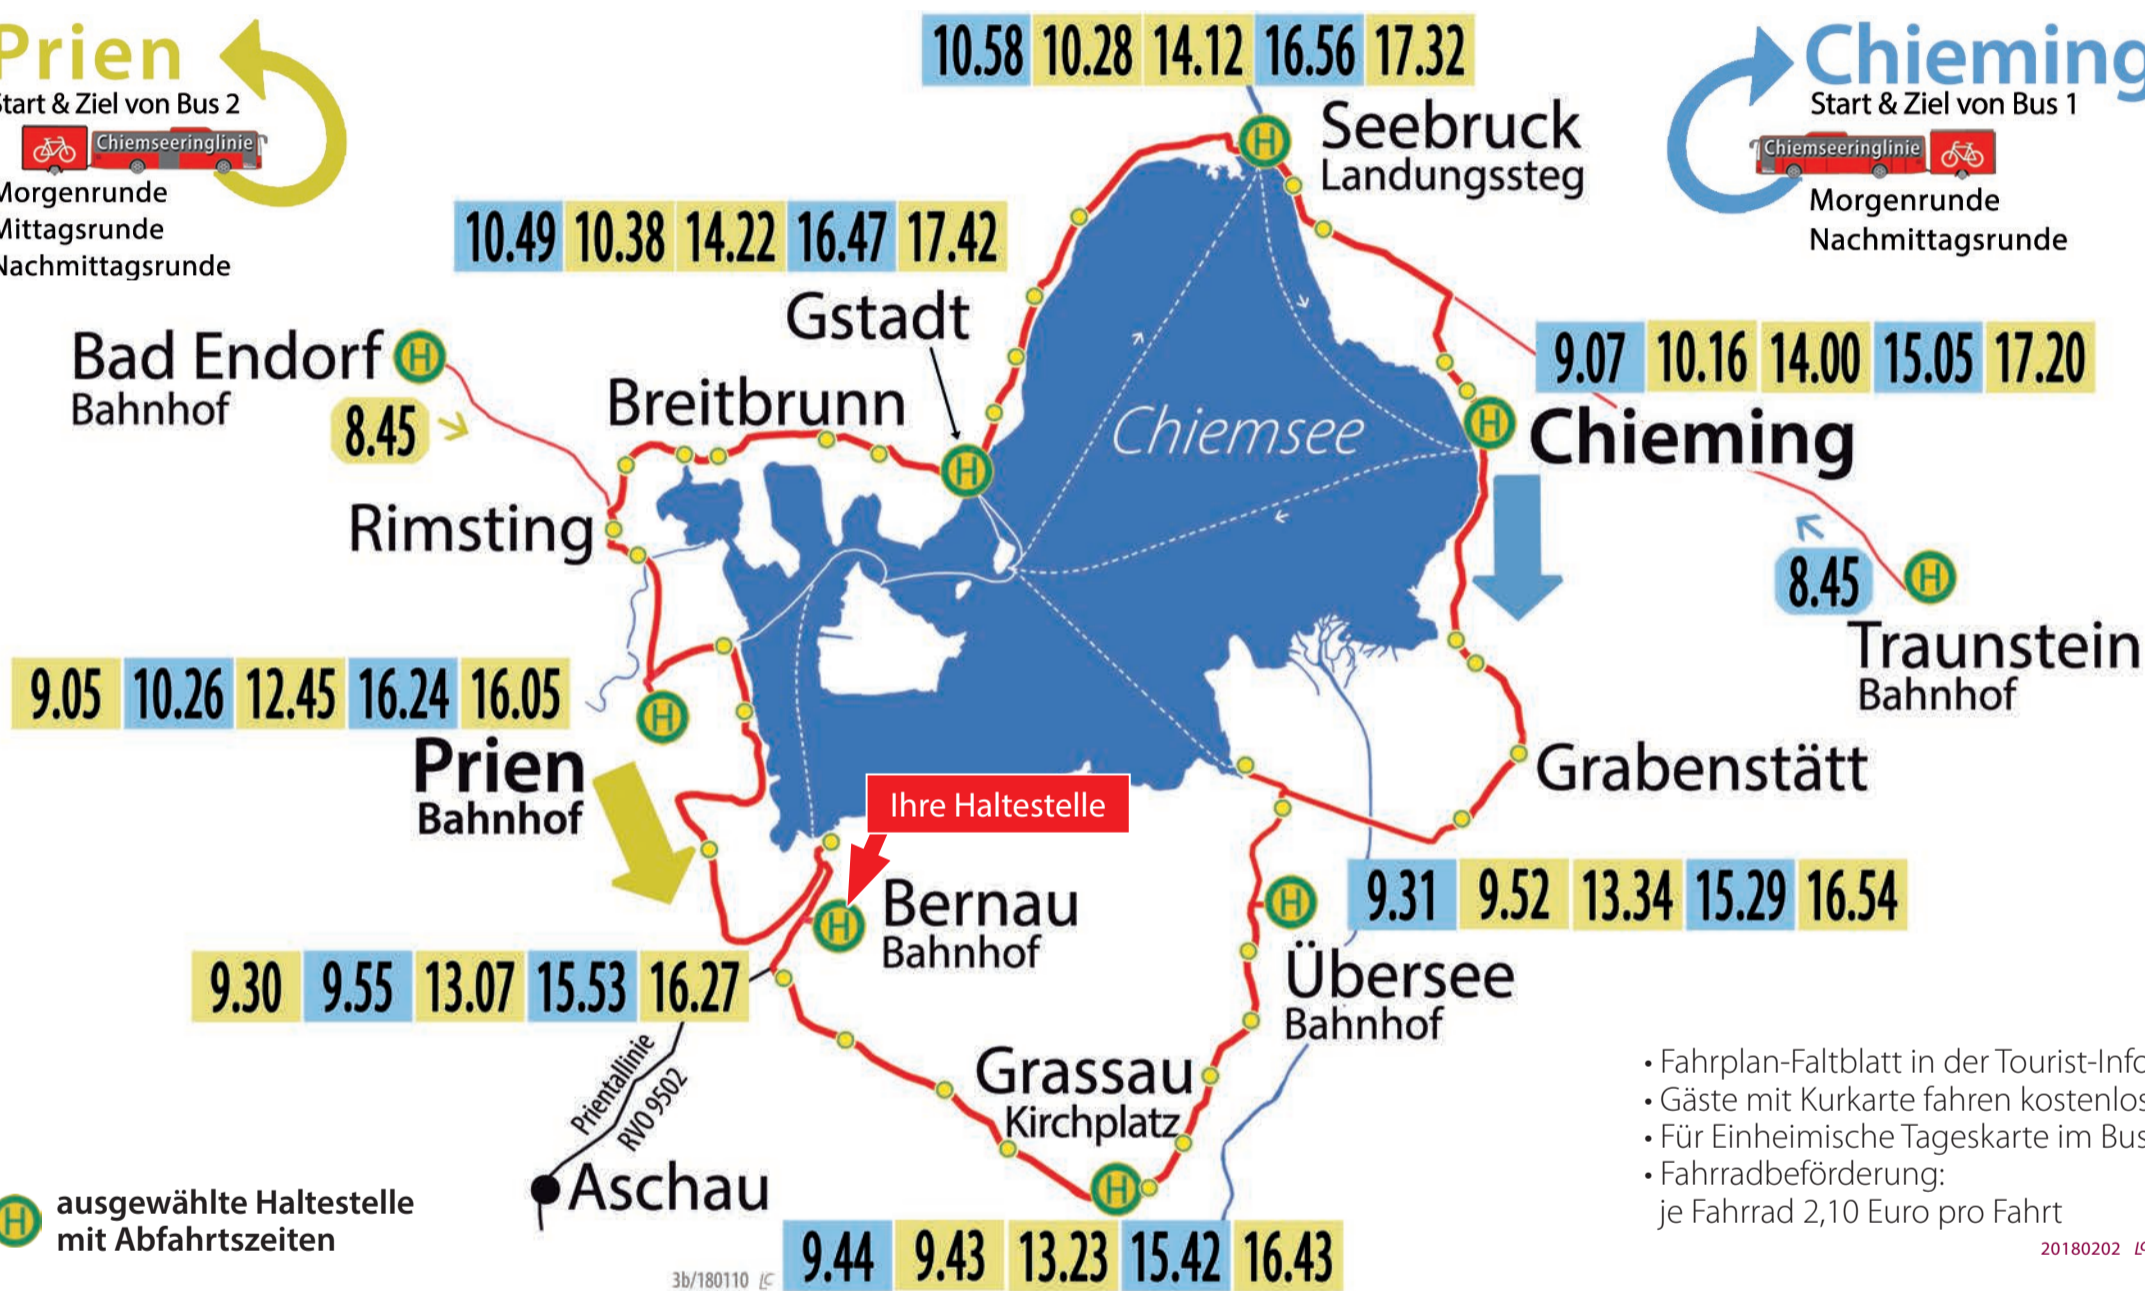 10.58 10.28 14.12 16.56 17.32
Prien
Start & Ziel von Bus 2
Chiemseeringlinie
Morgenrunde
Mittagsrunde
Nachmittagsrunde
Chieming
Start & Ziel von Bus 1
Chiemseeringlinie
Morgenrunde
Nachmittagsrunde
H
Seebruck
Landungssteg
10.49 10.38 14.22 16.47 17.42
Gstadt
H
Bad Endorf H
Bahnhof
8.45
Breitbrunn
Chiemsee
9.07 10.16 14.00 15.05 17.20
H Chieming
Rimsting
8.45
H
Traunstein
Bahnhof
9.05 10.26 12.45 16.24 16.05
H
Prien
Bahnhof
Grabenstätt
Ihre Haltestelle
H
Bernau
Bahnhof
9.31 9.52 13.34 15.29 16.54
H
Übersee
Bahnhof
9.30 9.55 13.07 15.53 16.27
Prientallinie
RVO 9502
Aschau
Grassau
Kirchplatz
H
9.44 9.43 13.23 15.42 16.43
H
ausgewählte Haltestelle
mit Abfahrtszeiten
3b/180110 LC
• Fahrplan-Faltblatt in der Tourist-Info
• Gäste mit Kurkarte fahren kostenlos
• Für Einheimische Tageskarte im Bus
• Fahrradbeförderung:
je Fahrrad 2,10 Euro pro Fahrt
20180202